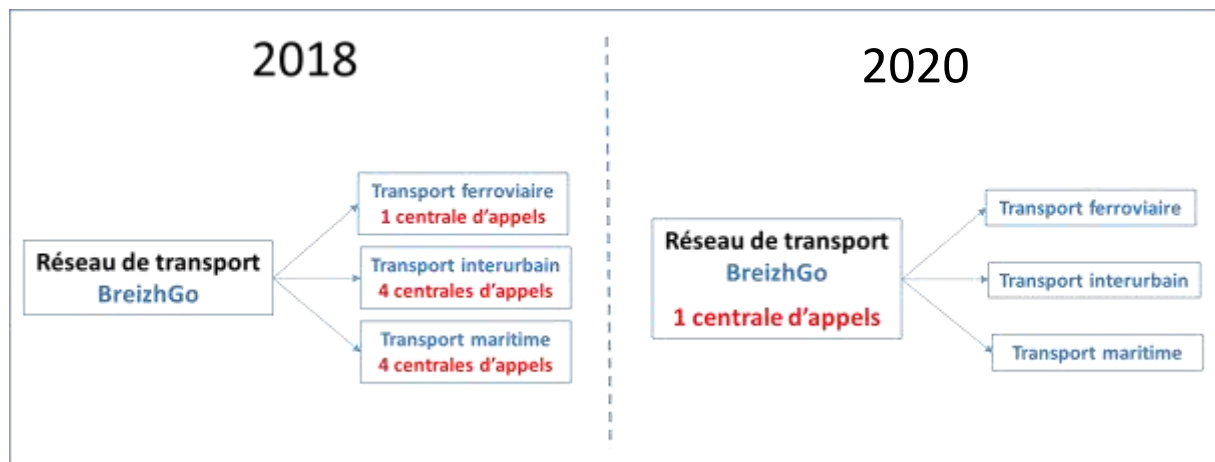 2018
Transport ferroviaire
1 centrale d'appels
Réseau de transport
BreizhGo
Transport interurbain
4 centrales d'appels
Transport maritime
4 centrales d'appels
2020
Réseau de transport
BreizhGo
1 centrale d'appels
Transport ferroviaire
Transport interurbain
Transport maritime